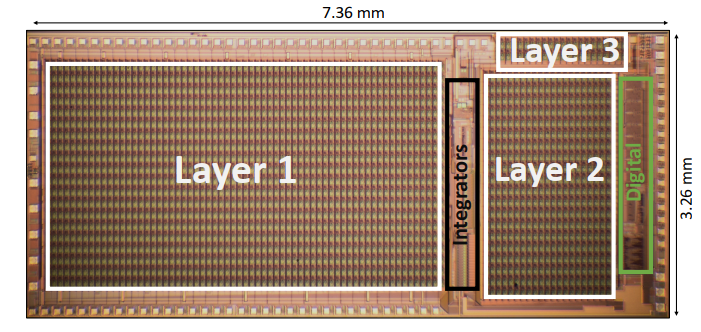 7.36 mm
Layer 3
Layer 1
Integrators
Layer 2
Digital
3.26 mm